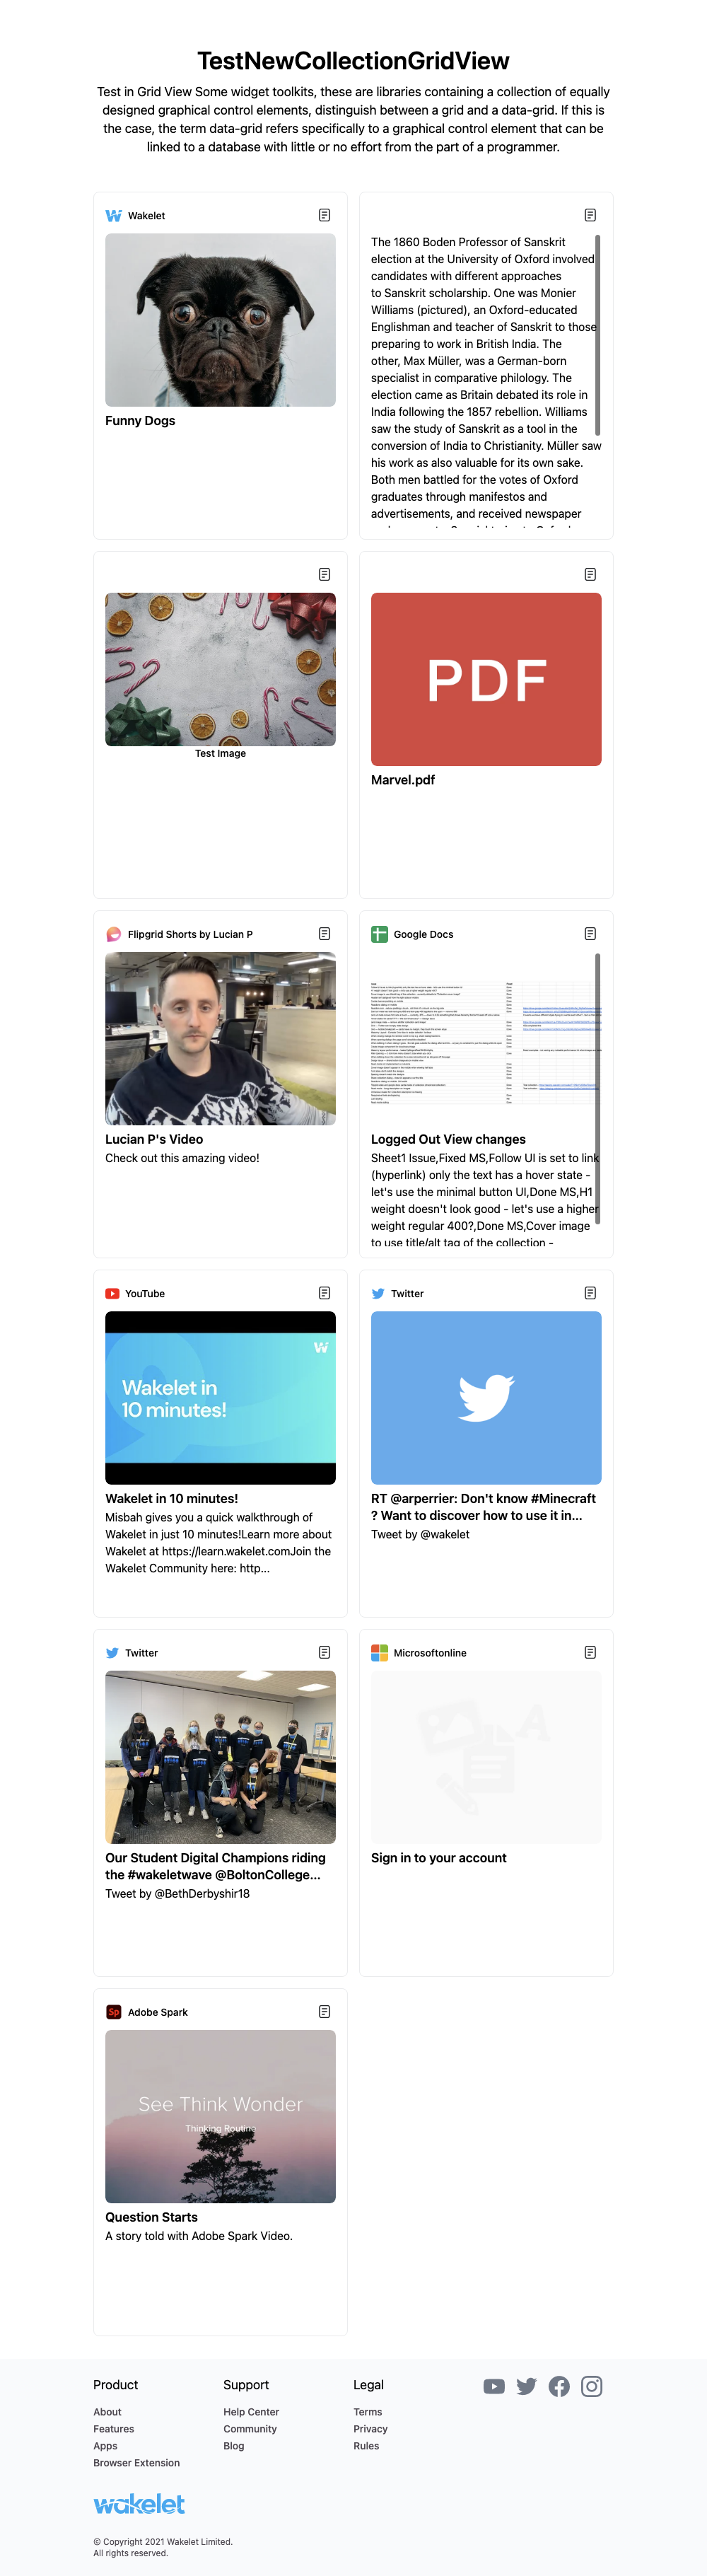 TestNewCollectionGridView
Test in Grid View Some widget toolkits, these are libraries containing a collection of equally
designed graphical control elements, distinguish between a grid and a data-grid. If this is
the case, the term data-grid refers specifically to a graphical control element that can be
linked to a database with little or no effort from the part of a programmer.
Wakelet
Funny Dogs
The 1860 Boden Professor of Sanskrit
election at the University of Oxford involved
candidates with different approaches
to Sanskrit scholarship. One was Monier
Williams (pictured), an Oxford-educated
Englishman and teacher of Sanskrit to those
preparing to work in British India. The
other, Max Müller, was a German-born
specialist in comparative philology. The
election came as Britain debated its role in
India following the 1857 rebellion. Williams
saw the study of Sanskrit as a tool in the
conversion of India to Christianity. Müller saw
his work as also valuable for its own sake.
Both men battled for the votes of Oxford
graduates through manifestos and
advertisements, and received newspaper
Test Image
PDF
Marvel.pdf
Flipgrid Shorts by Lucian P
Lucian P's Video
Check out this amazing video!
Google Docs
Logged Out View changes
Sheet1 Issue,Fixed MS,Follow UI is set to link
(hyperlink) only the text has a hover state -
let's use the minimal button UI,Done MS,H1
weight doesn't look good - let's use a higher
weight regular 400?,Done MS,Cover image
to use title/alt tag of the collection -
YouTube
Wakelet in
10 minutes!
Wakelet in 10 minutes!
Misbah gives you a quick walkthrough of
Wakelet in just 10 minutes!Learn more about
Wakelet at https://learn.wakelet.comJoin the
Wakelet Community here: http...
Twitter
RT @arperrier: Don't know #Minecraft
? Want to discover how to use it in...
Tweet by @wakelet
Twitter
Our Student Digital Champions riding
the #wakeletwave @BoltonCollege...
Tweet by @BethDerbyshir18
Microsoftonline
Sign in to your account
Sp
Adobe Spark
See Think Wonder
Thinking Routine
Question Starts
A story told with Adobe Spark Video.
Product
About
Features
Apps
Browser Extension
Support
Help Center
Community
Blog
Legal
Terms
Privacy
Rules
wakelet
© Copyright 2021 Wakelet Limited.
All rights reserved.